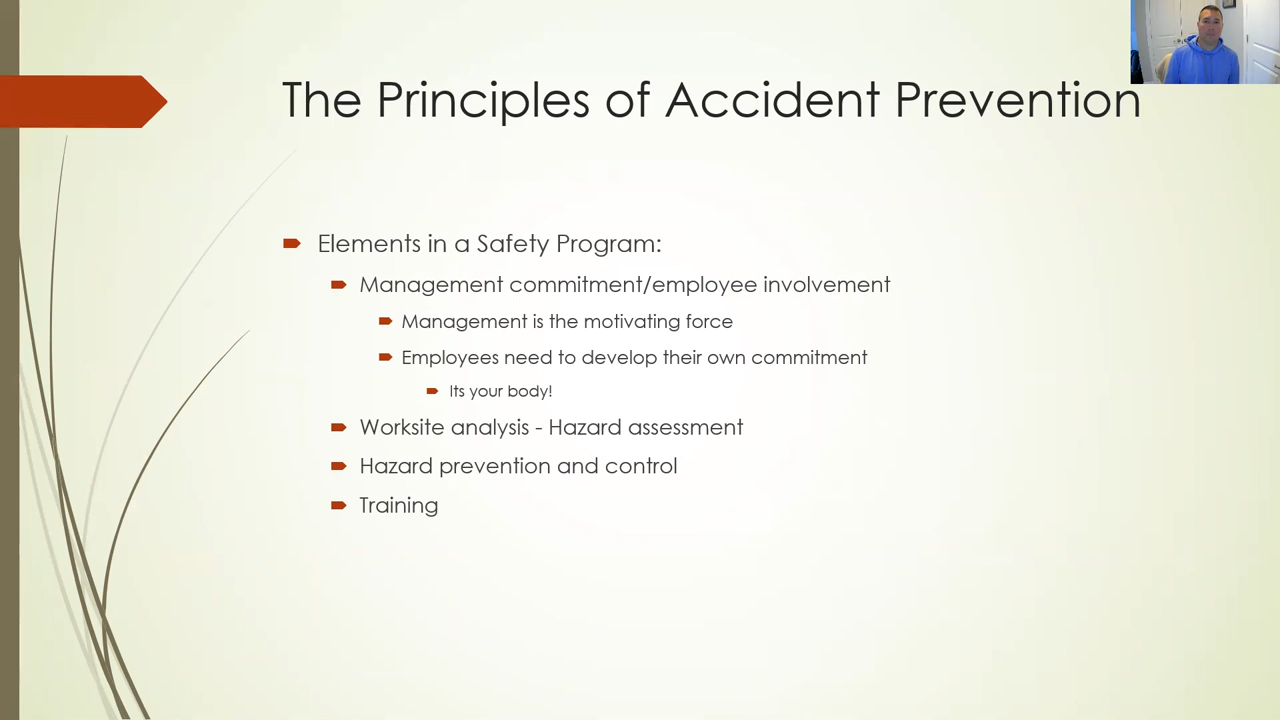 The Principles of Accident Prevention
Elements in a Safety Program:
Management commitment/employee involvement
Management is the motivating force
Employees need to develop their own commitment
Its your body!
Worksite analysis - Hazard assessment
Hazard prevention and control
Training